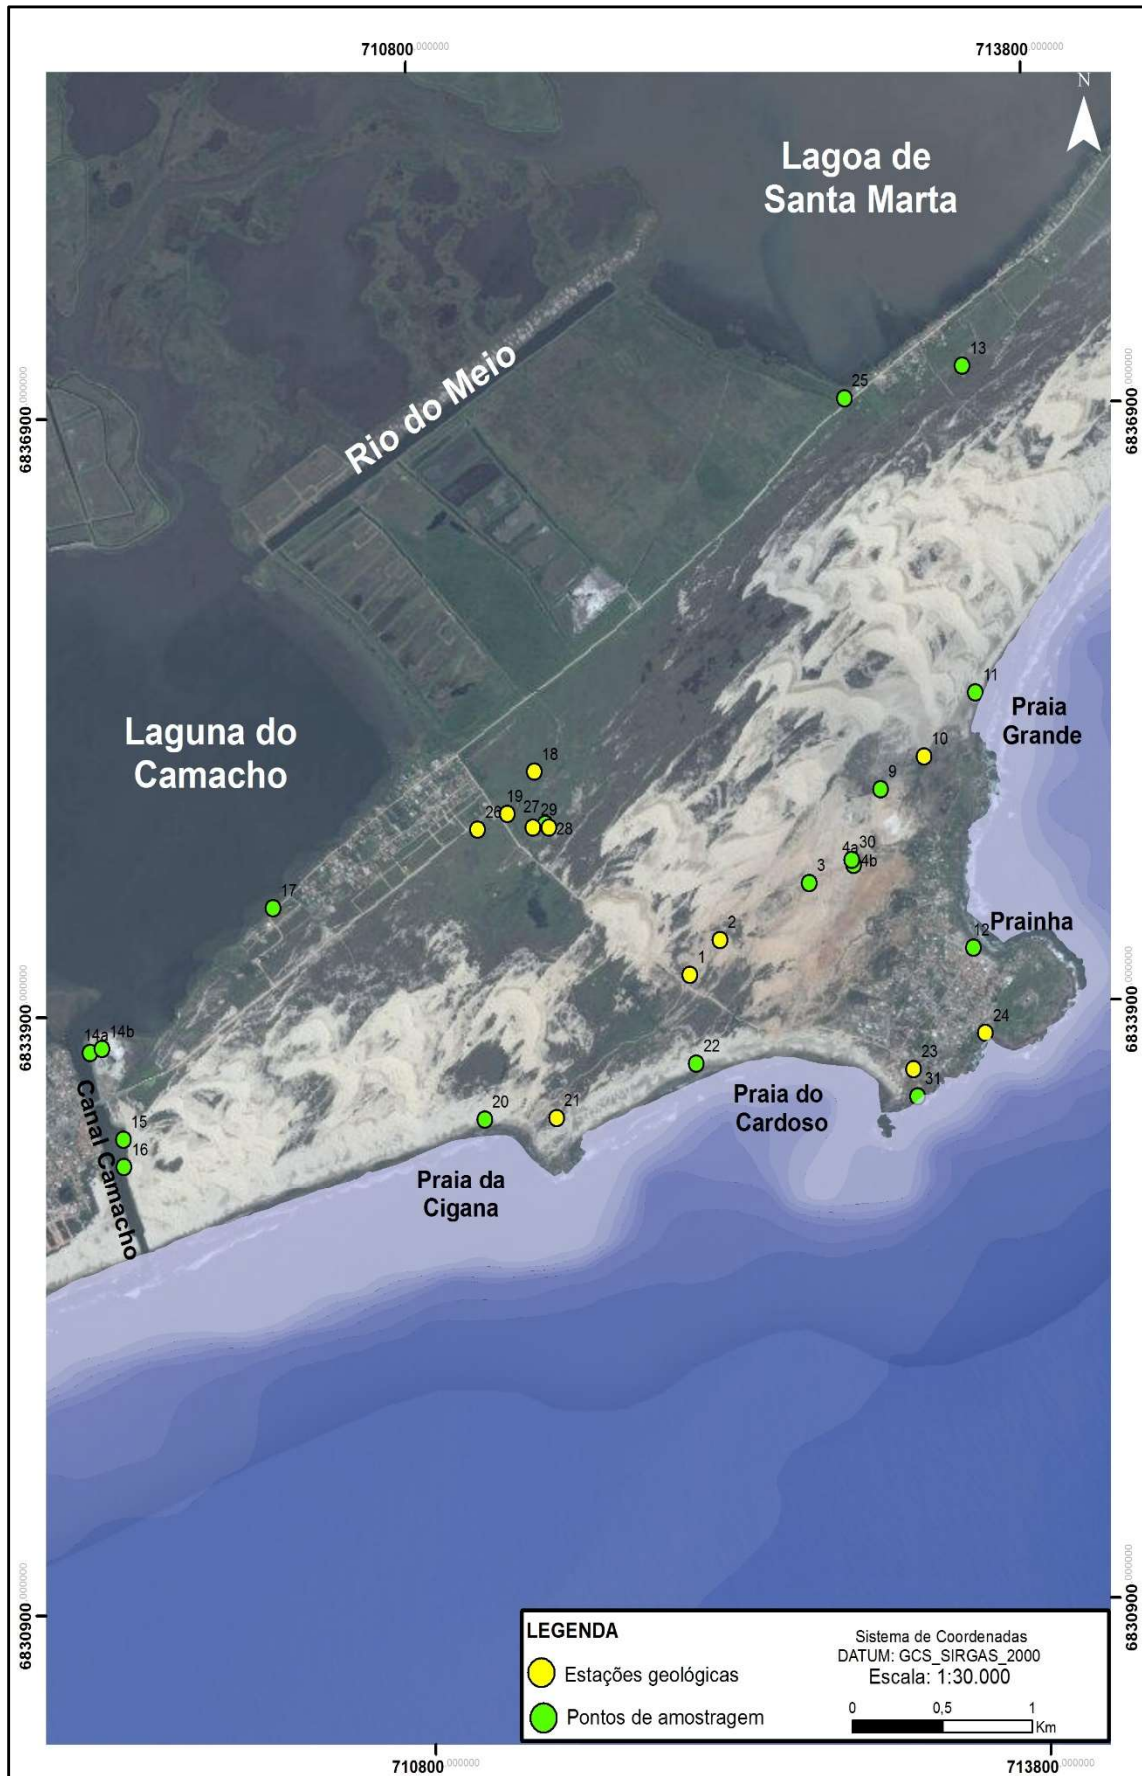 710800.000000
713800.000000
N
Lagoa de
Santa Marta
6836900.000000
6836900.000000
Rio do Meio
13
25
11
Praia
Grande
10
Laguna do
Camacho
18
9
19
26
27
29
28
30
4a
4b
3
17
2
12
Prainha
1
6833900.000000
6833900.000000
24
14a
14b
22
23
31
Canal Camacho
15
20
21
16
Praia do
Cardoso
Praia da
Cigana
6830900.000000
6830900.000000
LEGENDA
Estações geológicas
Pontos de amostragem
Sistema de Coordenadas
DATUM: GCS_SIRGAS_2000
Escala: 1:30.000
0 0,5 1
Km
710800.000000
713800.000000